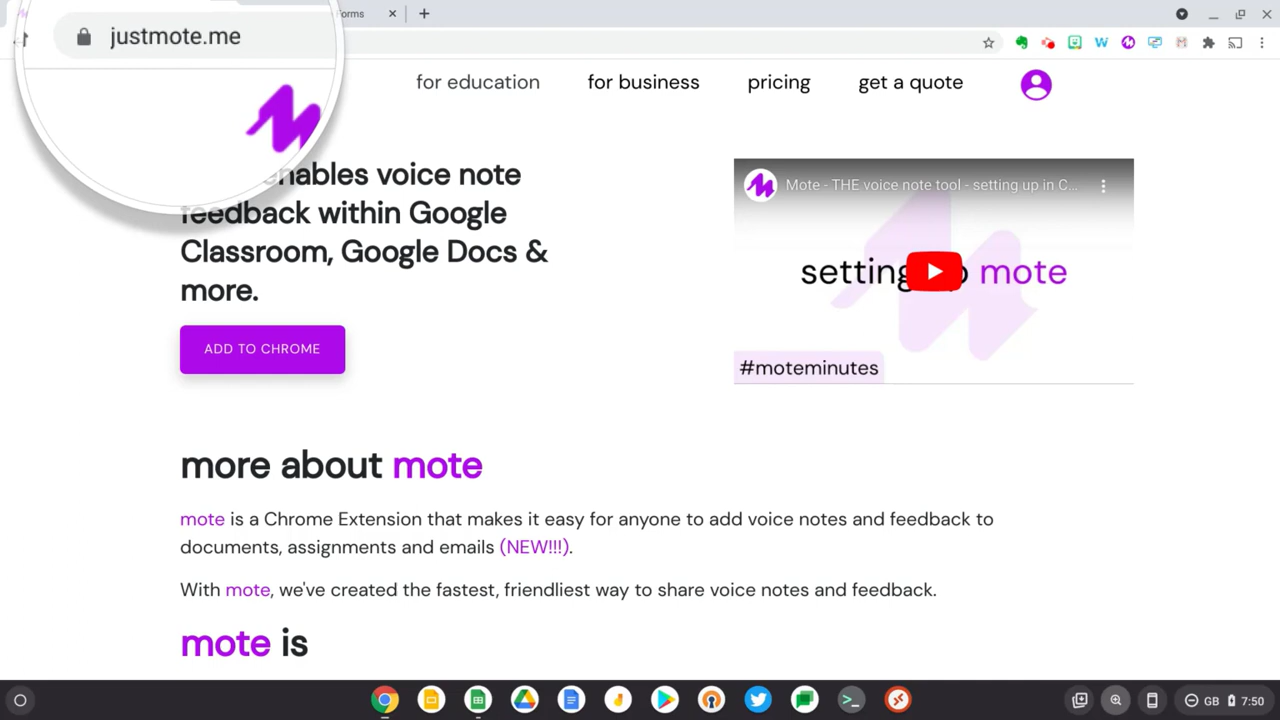 Forms
justmote.me
for education
for business
pricing
get a quote
enables voice note
feedback within Google
Classroom, Google Docs &
more.
ADD TO CHROME
Mote - THE voice note tool - setting up in C...
setting mote
#moteminutes
more about mote
mote is a Chrome Extension that makes it easy for anyone to add voice notes and feedback to
documents, assignments and emails (NEW!!!).
With mote, we've created the fastest, friendliest way to share voice notes and feedback.
mote is
GB 7:50